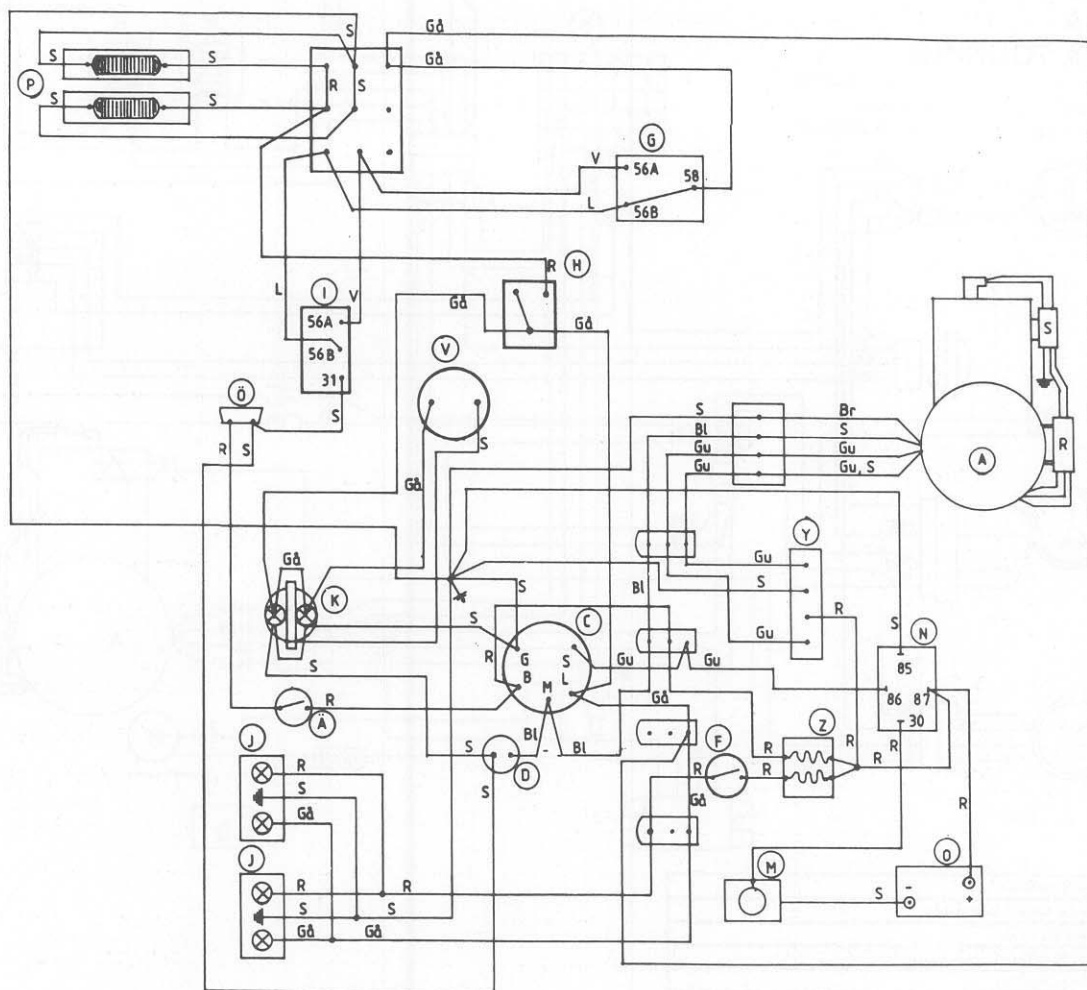 S
Gå
S
S
Gå
P
R
S
S
S
G
V
56A
58
L
56B
R
H
L
I
V
Gå
Gå
56A
V
56B
S
31
Ö
S
S
Br
R
S
S
Bl
S
A
R
Gå
Gu
Gu
Gu
Gu, S
Y
Gå
Gu
K
S
Bl
S
R
S
C
S
N
Gu
S
R
G
S
Gu
Gu
85
B
L
86
87
M
Gå
30
R
Ä
Bl
-
Bl
F
Z
R
J
S
D
R
R
R
R
R
S
S
Gå
R
Gå
J
M
O
R
R
S
-
+
S
S
Gå
Gå